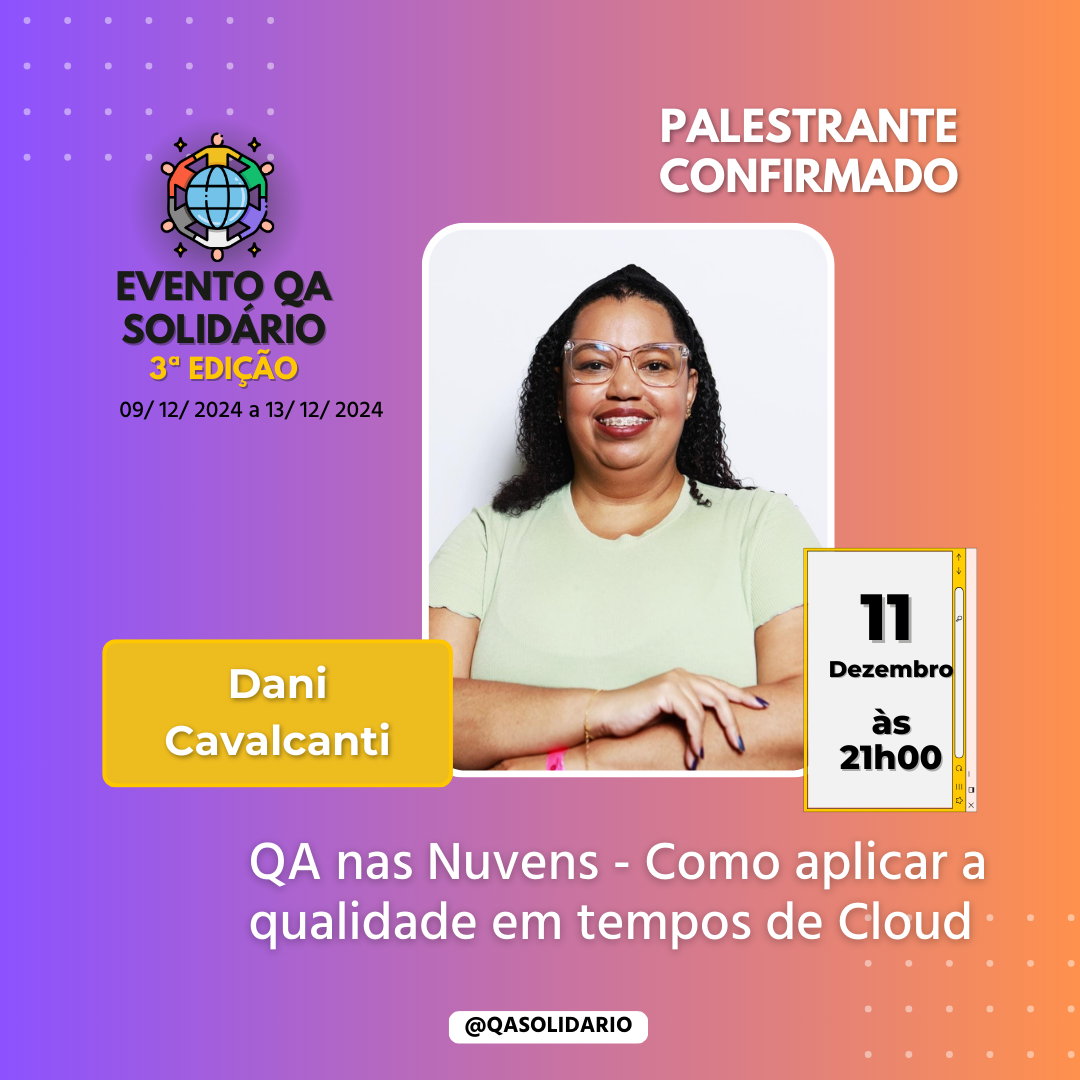 PALESTRANTE
CONFIRMADO
EVENTO QA
SOLIDÁRIO
3ª EDIÇÃO
09/ 12/ 2024 a 13/ 12/ 2024
11
Dezembro
às
21h00
Dani
Cavalcanti
QA nas Nuvens - Como aplicar a
qualidade em tempos de Cloud
@QASOLIDARIO